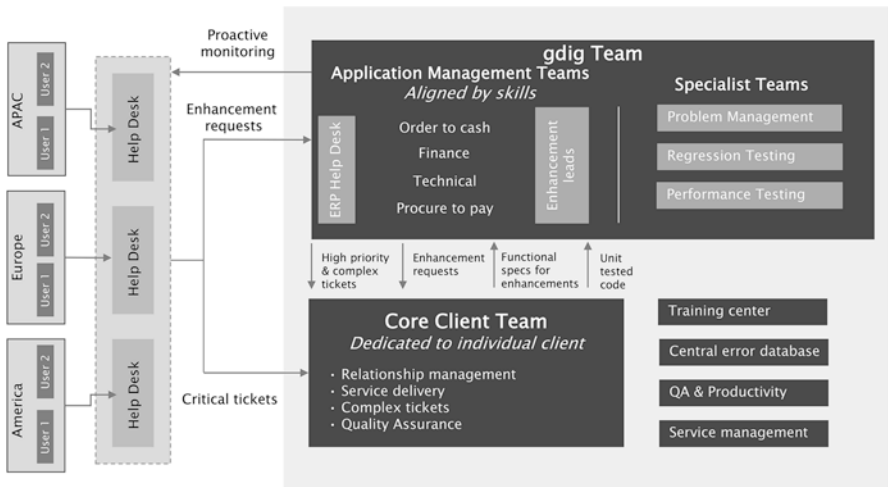 APAC
User 1
User 2
Help Desk
Europe
User 1
User 2
Help Desk
America
User 1
User 2
Help Desk
Proactive
monitoring
Enhancement
requests
Critical tickets
gdig Team
Application Management Teams
Aligned by skills
ERP Help Desk
Order to cash
Finance
Technical
Procure to pay
Enhancement
leads
Specialist Teams
Problem Management
Regression Testing
Performance Testing
High priority
& complex
tickets
Enhancement
requests
Functional
specs for
enhancements
Unit
tested
code
Core Client Team
Dedicated to individual client
· Relationship management
· Service delivery
· Complex tickets
· Quality Assurance
Training center
Central error database
QA & Productivity
Service management